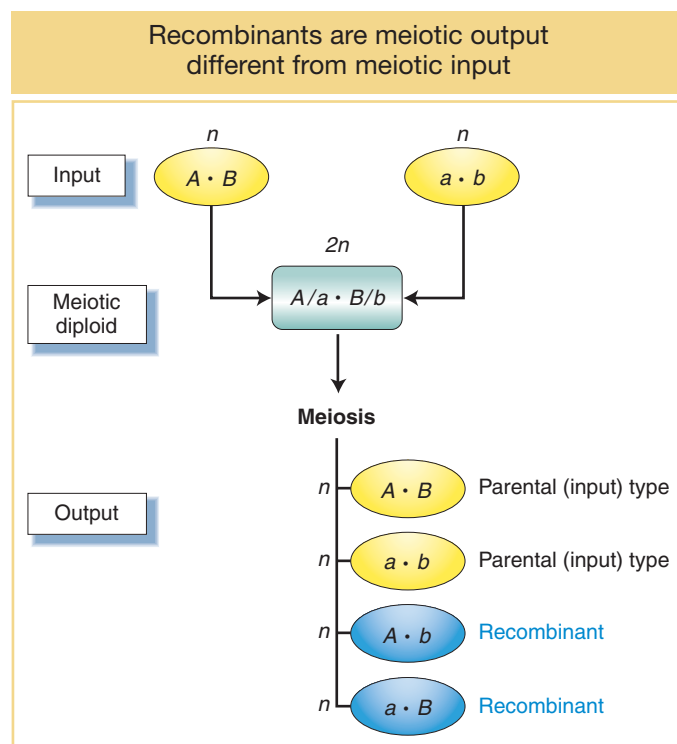 Recombinants are meiotic output
different from meiotic input
n n
Input
A • B
a • b
2n
Meiotic
diploid
A/a • B/b
Meiosis
Output
n A • B Parental (input) type
n a • b Parental (input) type
n A • b Recombinant
n a • B Recombinant